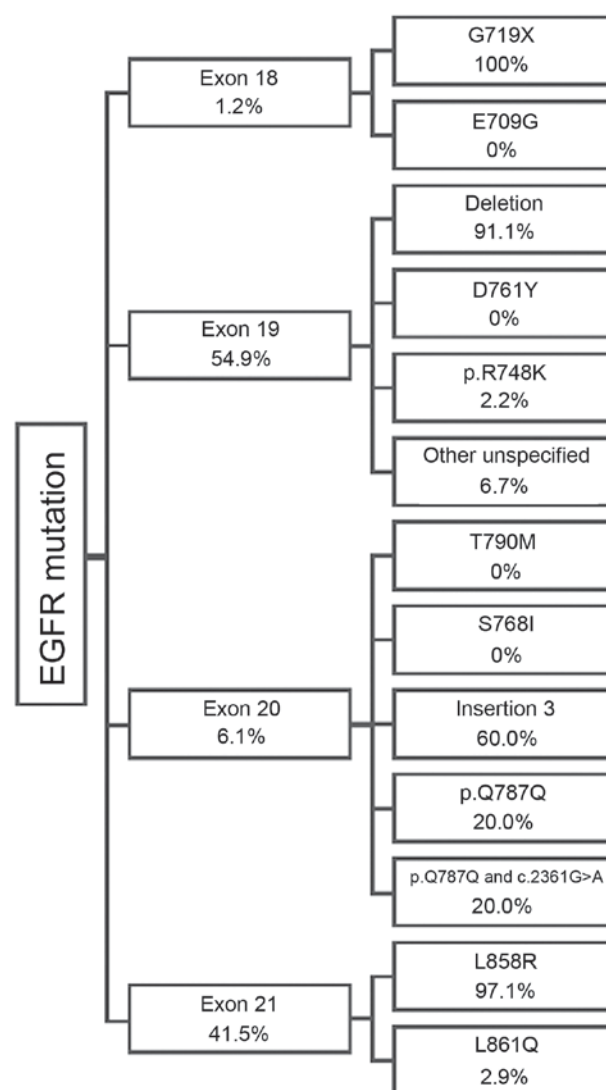 EGFR mutation
Exon 18
1.2%
G719X
100%
E709G
0%
Exon 19
54.9%
Deletion
91.1%
D761Y
0%
p.R748K
2.2%
Other unspecified
6.7%
Exon 20
6.1%
T790M
0%
S768I
0%
Insertion 3
60.0%
p.Q787Q
20.0%
p.Q787Q and c.2361G>A
20.0%
Exon 21
41.5%
L858R
97.1%
L861Q
2.9%